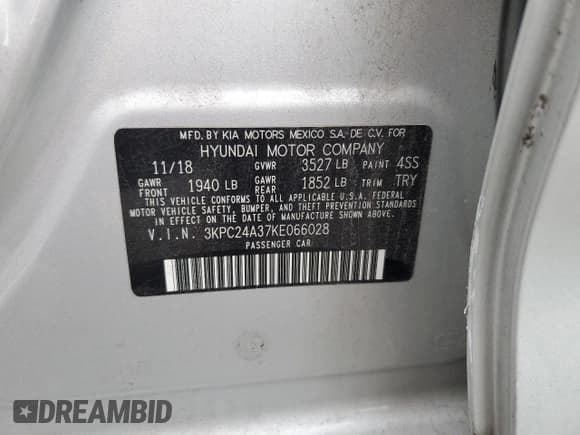 MFD. BY KIA MOTORS MEXICO S.A. DE C.V. FOR
HYUNDAI MOTOR COMPANY
11/18 GVWR 3527 LB PAINT 4SS
GAWR FRONT 1940 LB GAWR REAR 1852 LB TRIM TRY
THIS VEHICLE CONFORMS TO ALL APPLICABLE U.S.A. FEDERAL
MOTOR VEHICLE SAFETY, BUMPER, AND THEFT PREVENTION STANDARDS
IN EFFECT ON THE DATE OF MANUFACTURE SHOWN ABOVE.
V.I.N. 3KPC24A37KE066028
PASSENGER CAR
DREAMBID